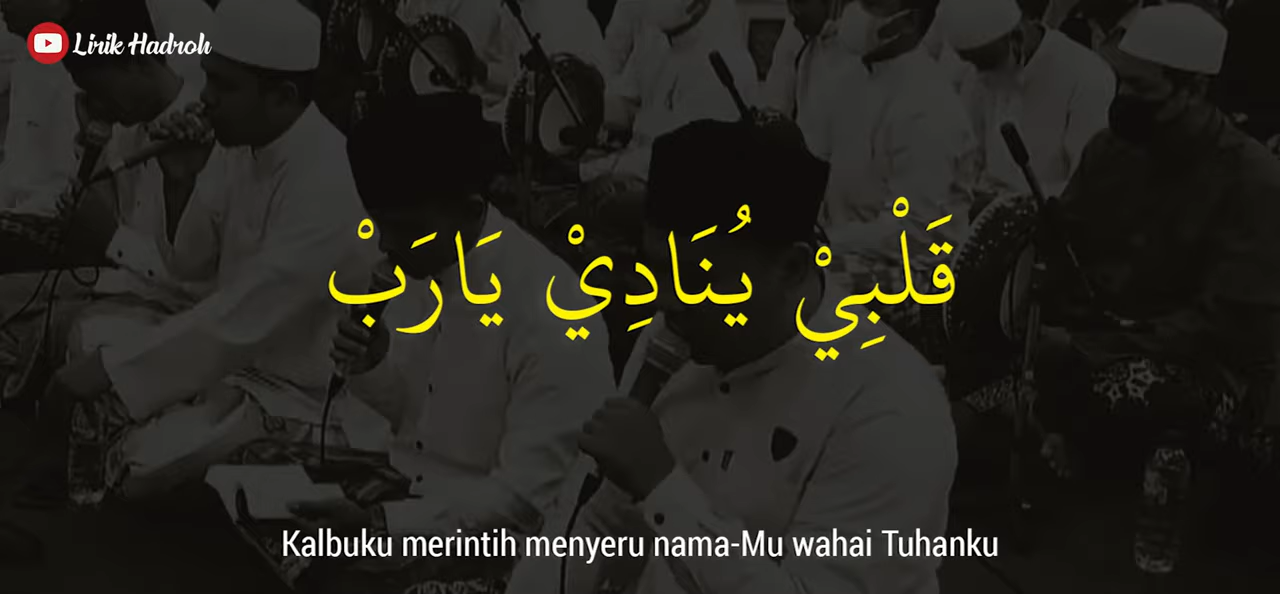 Lirik Hadroh
قَلْبِيْ يُنَادِيْ يَارَبْ
Kalbuku merintih menyeru nama-Mu wahai Tuhanku